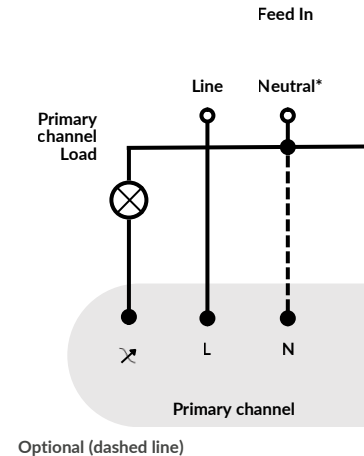 Feed In
Line
Neutral*
Primary
channel
Load
L
N
Primary channel
Optional (dashed line)